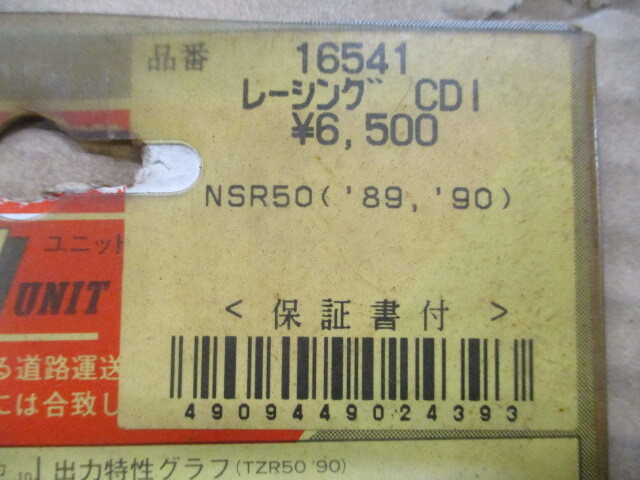 品番 16541
レーシング CDI
¥6,500
NSR50('89,'90)
ユニット
UNIT
<保証書付>
る道路運送
には合致し
4909449024393
出力特性グラフ(TZR50 '90)